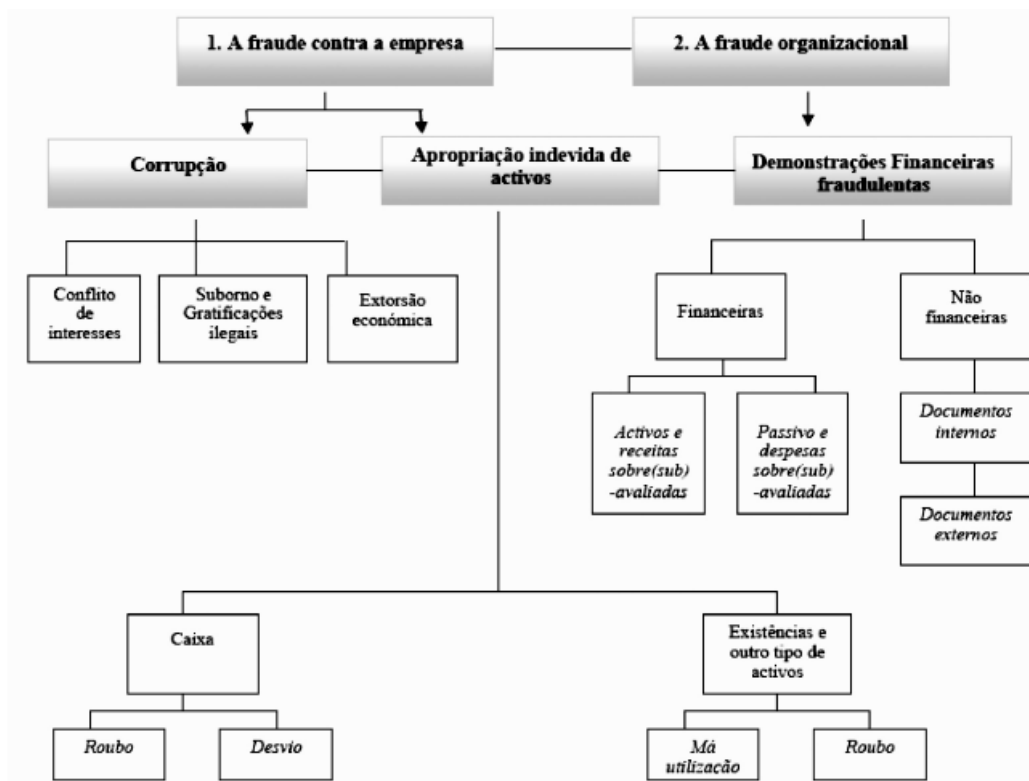 1. A fraude contra a empresa
2. A fraude organizacional
Corrupção
Apropriação indevida de
activos
Demonstrações Financeiras
fraudulentas
Conflito
de
interesses
Suborno e
Gratificações
ilegais
Extorsão
económica
Financeiras
Não
financeiras
Activos e
receitas
sobre(sub)
-avaliadas
Passivo e
despesas
sobre(sub)
-avaliadas
Documentos
internos
Documentos
externos
Caixa
Existências e
outro tipo de
activos
Roubo
Desvio
Má
utilização
Roubo